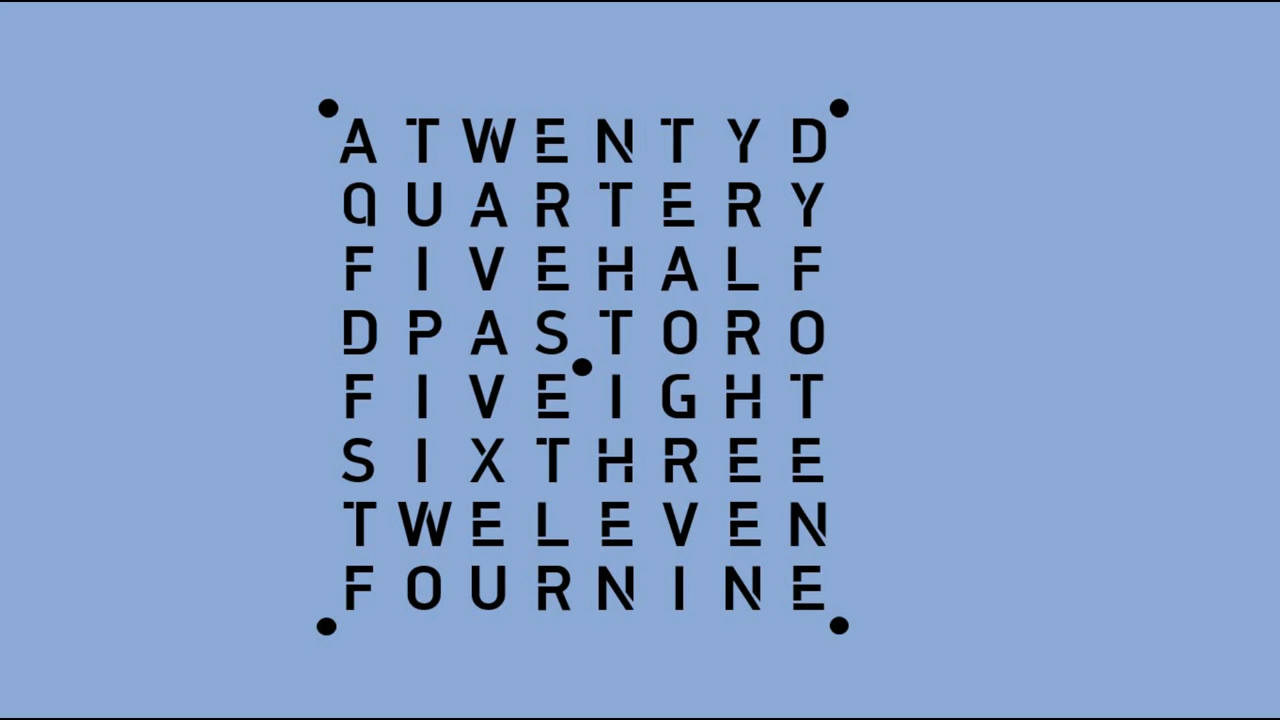 ATWENTYD
QUARTERY
FIVEHALF
DPASTORO
FIVEIGHT
SIXTHREE
TWELEVEN
FOURNINE